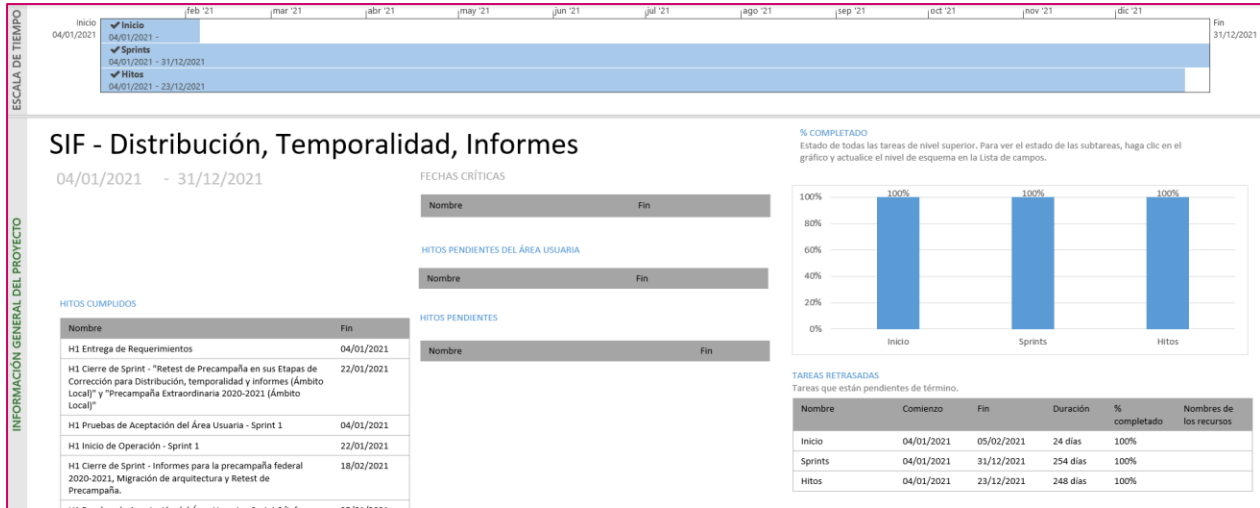 feb '21
mar '21
abr '21
may '21
jun '21
jul '21
ago '21
sep '21
oct '21
nov '21
dic '21
ESCALA DE TIEMPO
Inicio
04/01/2021
✔Inicio
04/01/2021 -
✔Sprints
04/01/2021 - 31/12/2021
✔Hitos
04/01/2021 - 23/12/2021
Fin
31/12/2021
INFORMACIÓN GENERAL DEL PROYECTO
SIF - Distribución, Temporalidad, Informes
04/01/2021 - 31/12/2021
HITOS CUMPLIDOS
Nombre Fin
H1 Entrega de Requerimientos 04/01/2021
H1 Cierre de Sprint - "Retest de Precampaña en sus Etapas de 22/01/2021
Corrección para Distribución, temporalidad y informes (Ámbito
Local)" y "Precampaña Extraordinaria 2020-2021 (Ámbito
Local)"
H1 Pruebas de Aceptación del Área Usuaria - Sprint 1 04/01/2021
H1 Inicio de Operación - Sprint 1 22/01/2021
H1 Cierre de Sprint - Informes para la precampaña federal 18/02/2021
2020-2021, Migración de arquitectura y Retest de
Precampaña.
FECHAS CRÍTICAS
Nombre Fin
HITOS PENDIENTES DEL ÁREA USUARIA
Nombre Fin
HITOS PENDIENTES
Nombre Fin
% COMPLETADO
Estado de todas las tareas de nivel superior. Para ver el estado de las subtareas, haga clic en el
gráfico y actualice el nivel de esquema en la Lista de campos.
100%
80%
60%
40%
20%
0%
100% 100% 100%
Inicio Sprints Hitos
TAREAS RETRASADAS
Tareas que están pendientes de término.
Nombre Comienzo Fin Duración % completado Nombres de los recursos
Inicio 04/01/2021 05/02/2021 24 días 100%
Sprints 04/01/2021 31/12/2021 254 días 100%
Hitos 04/01/2021 23/12/2021 248 días 100%